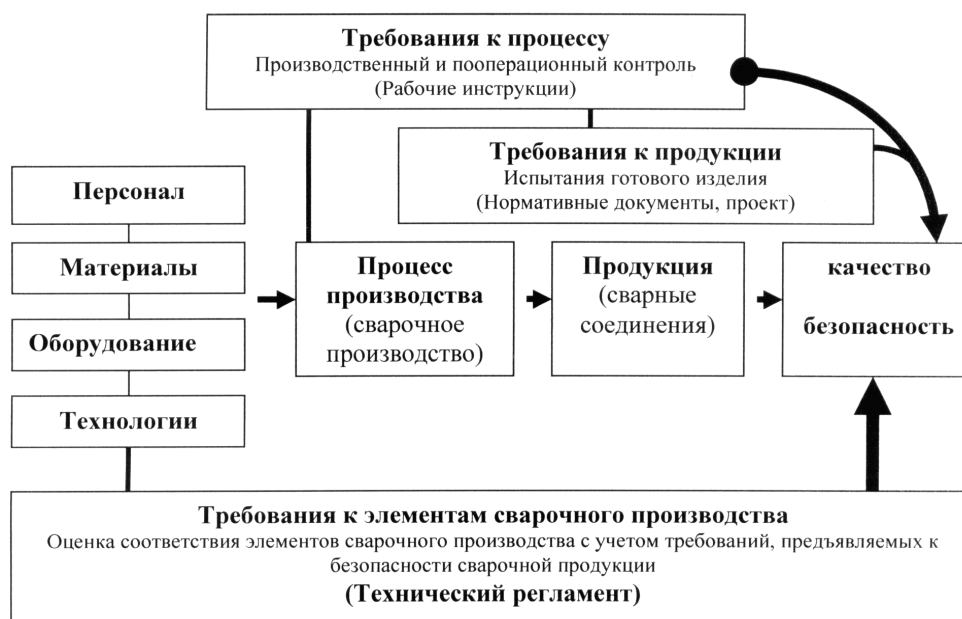 Требования к процессу
Производственный и пооперационный контроль
(Рабочие инструкции)
Требования к продукции
Испытания готового изделия
(Нормативные документы, проект)
Персонал
Материалы
Оборудование
Технологии
Процесс
производства
(сварочное
производство)
Продукция
(сварные
соединения)
качество
безопасность
Требования к элементам сварочного производства
Оценка соответствия элементов сварочного производства с учетом требований, предъявляемых к
безопасности сварочной продукции
(Технический регламент)